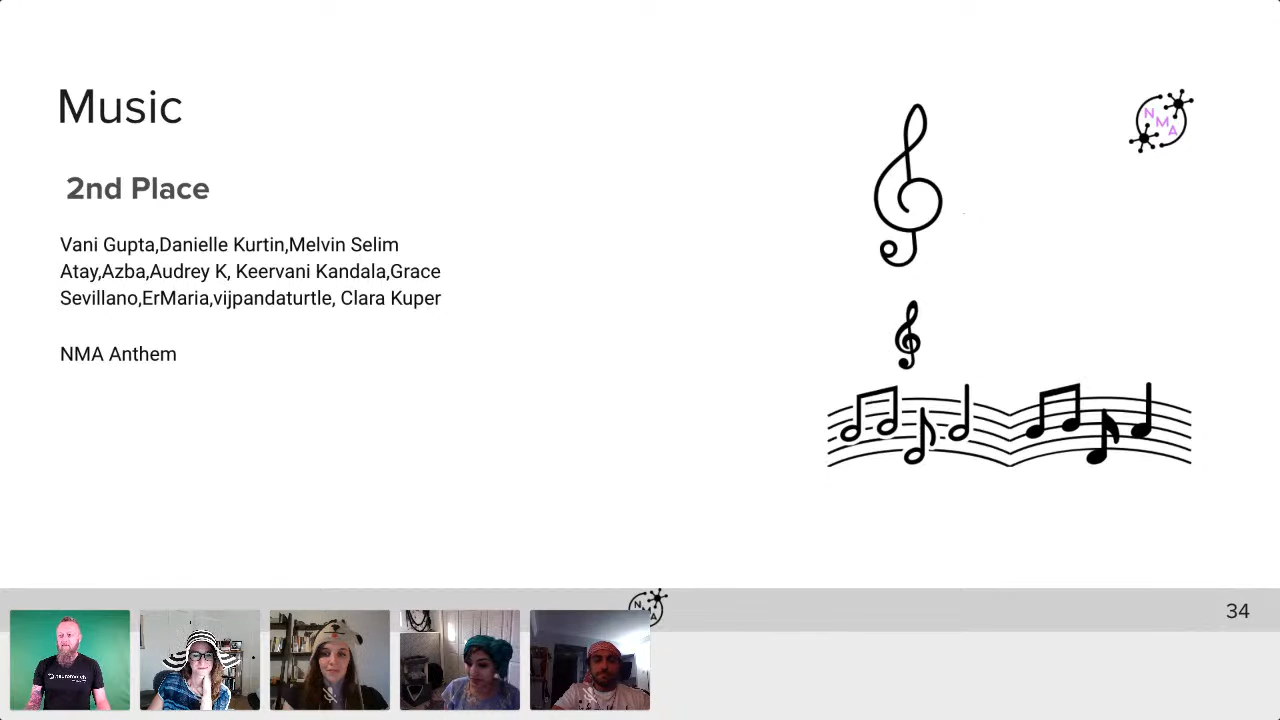 Music
N
M
A
2nd Place
Vani Gupta,Danielle Kurtin,Melvin Selim
Atay,Azba,Audrey K, Keervani Kandala,Grace
Sevillano,ErMaria,vijpandaturtle, Clara Kuper
NMA Anthem
N
M
A
34
neuromatch